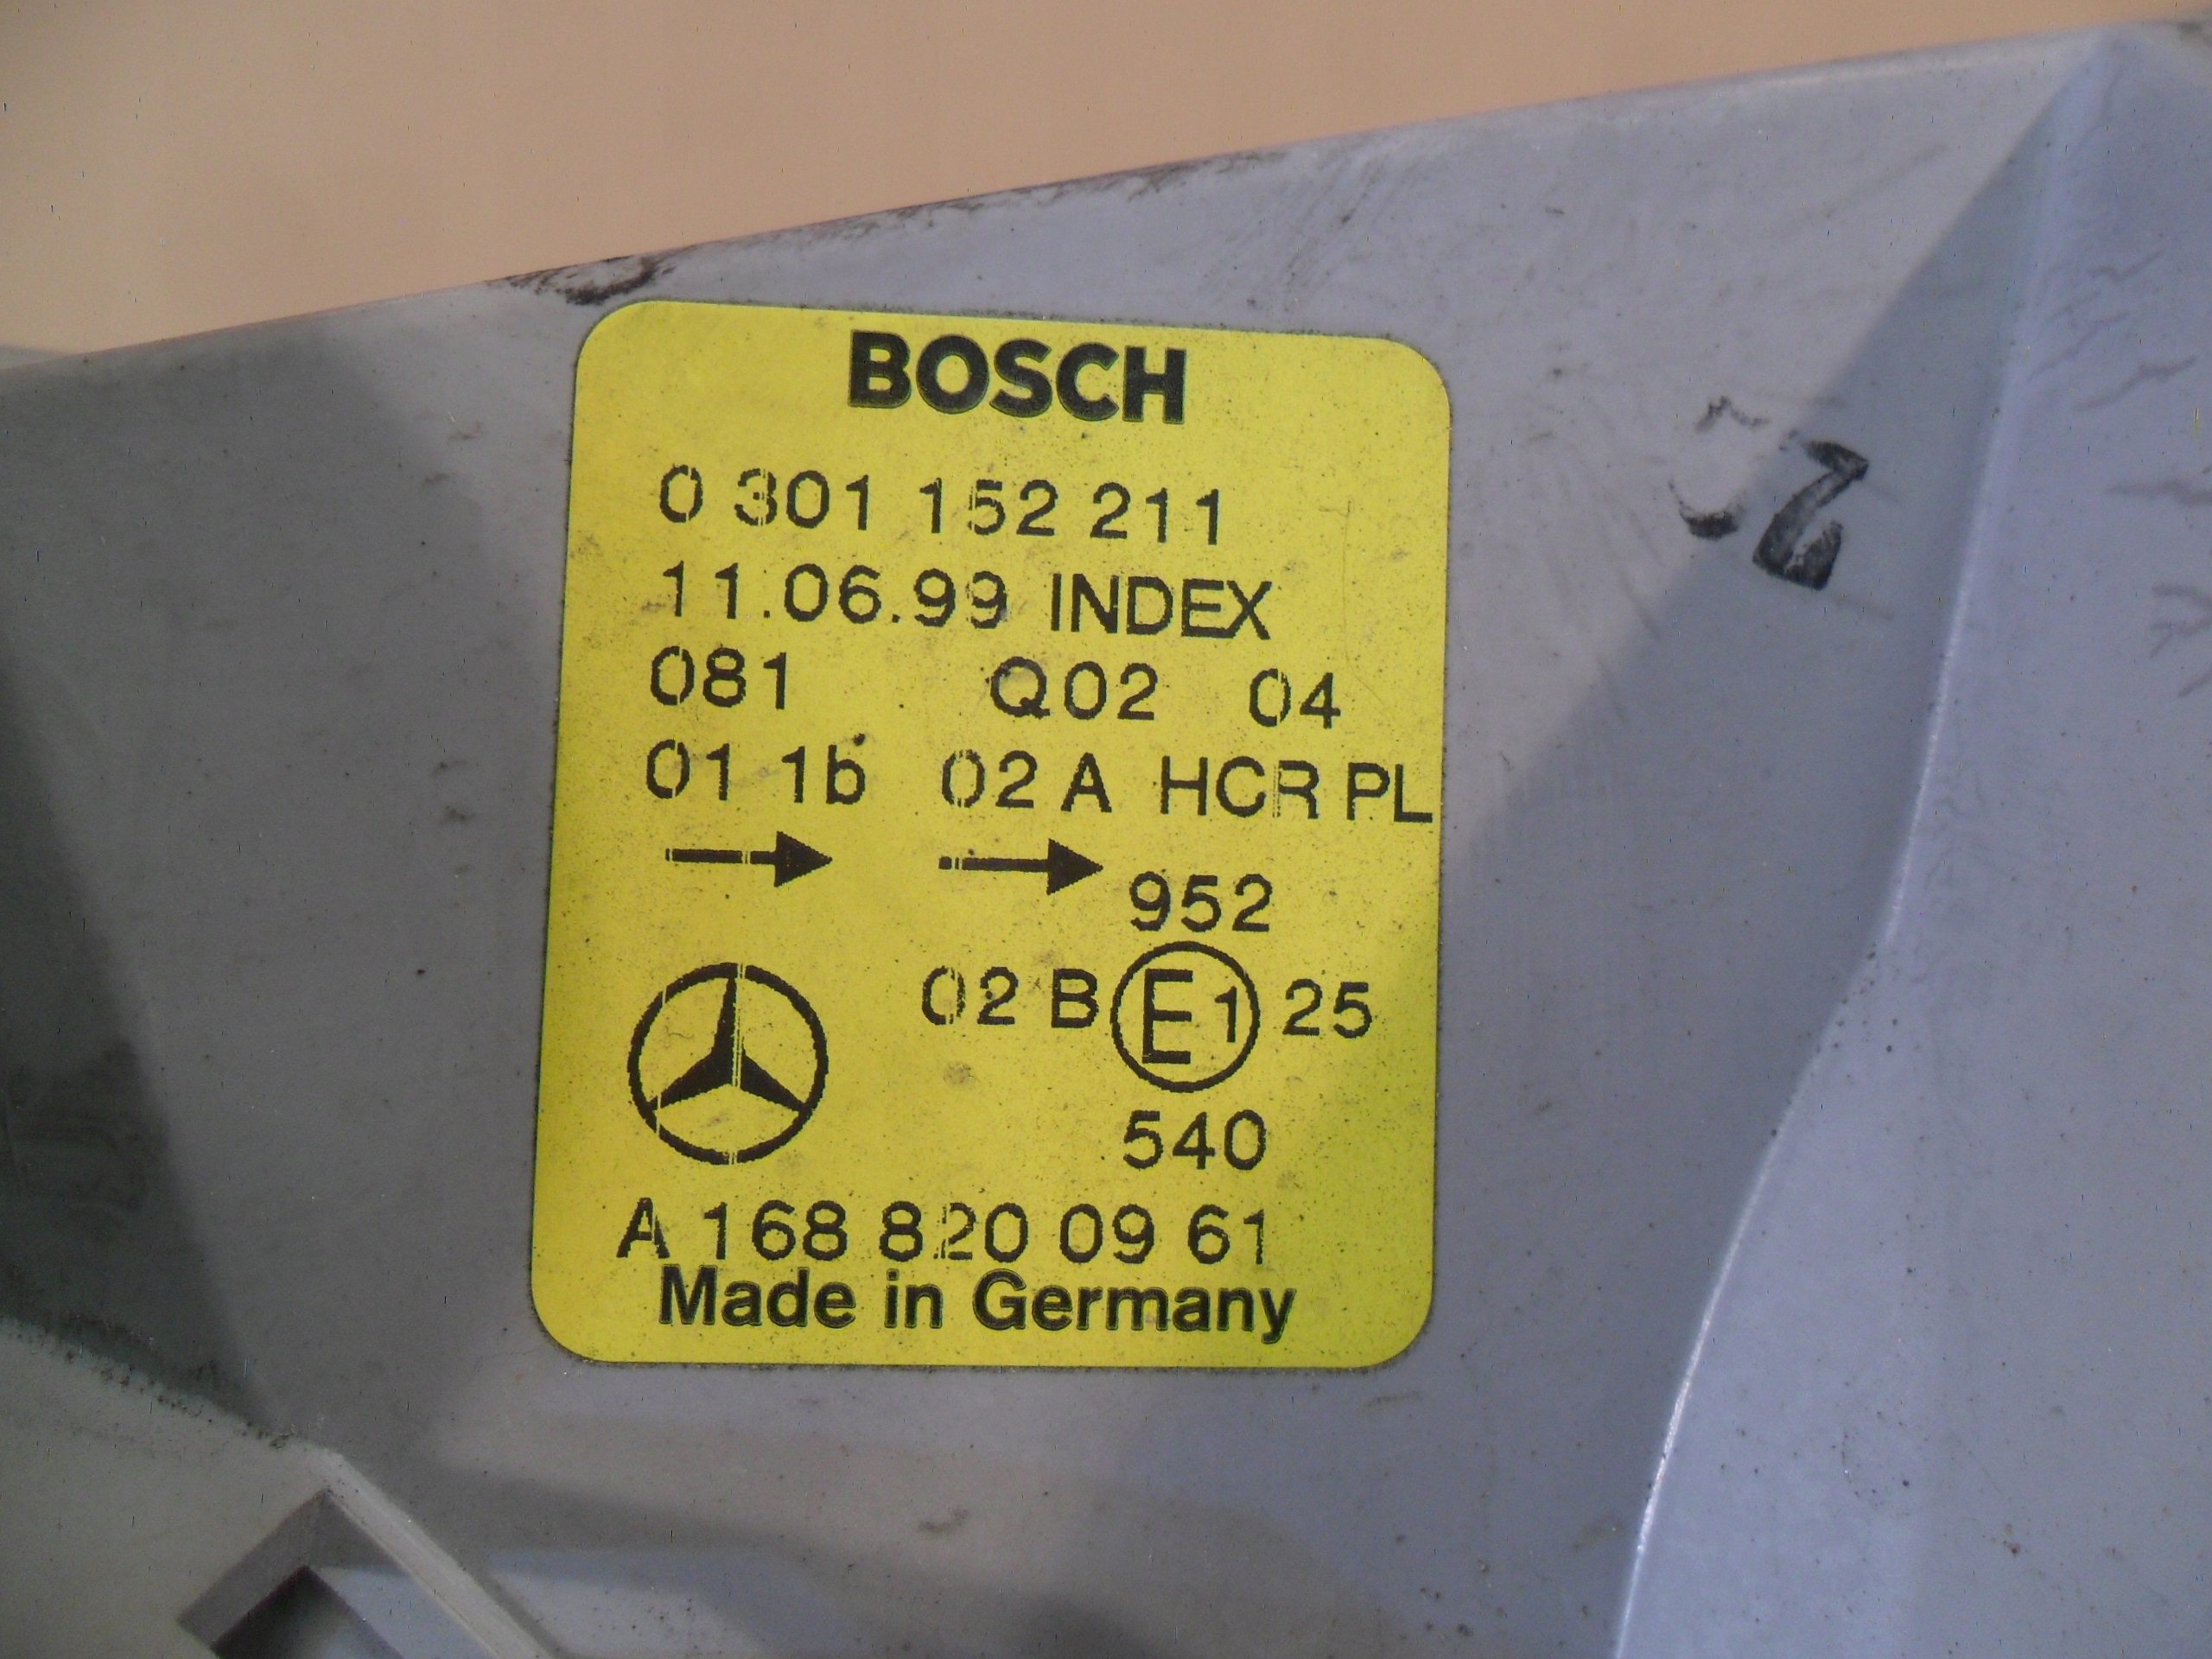 BOSCH
0 301 152 211
11.06.99 INDEX
081 Q02 04
01 1b 02 A HCR PL
952
02 B E1 25
540
A 168 820 09 61
Made in Germany